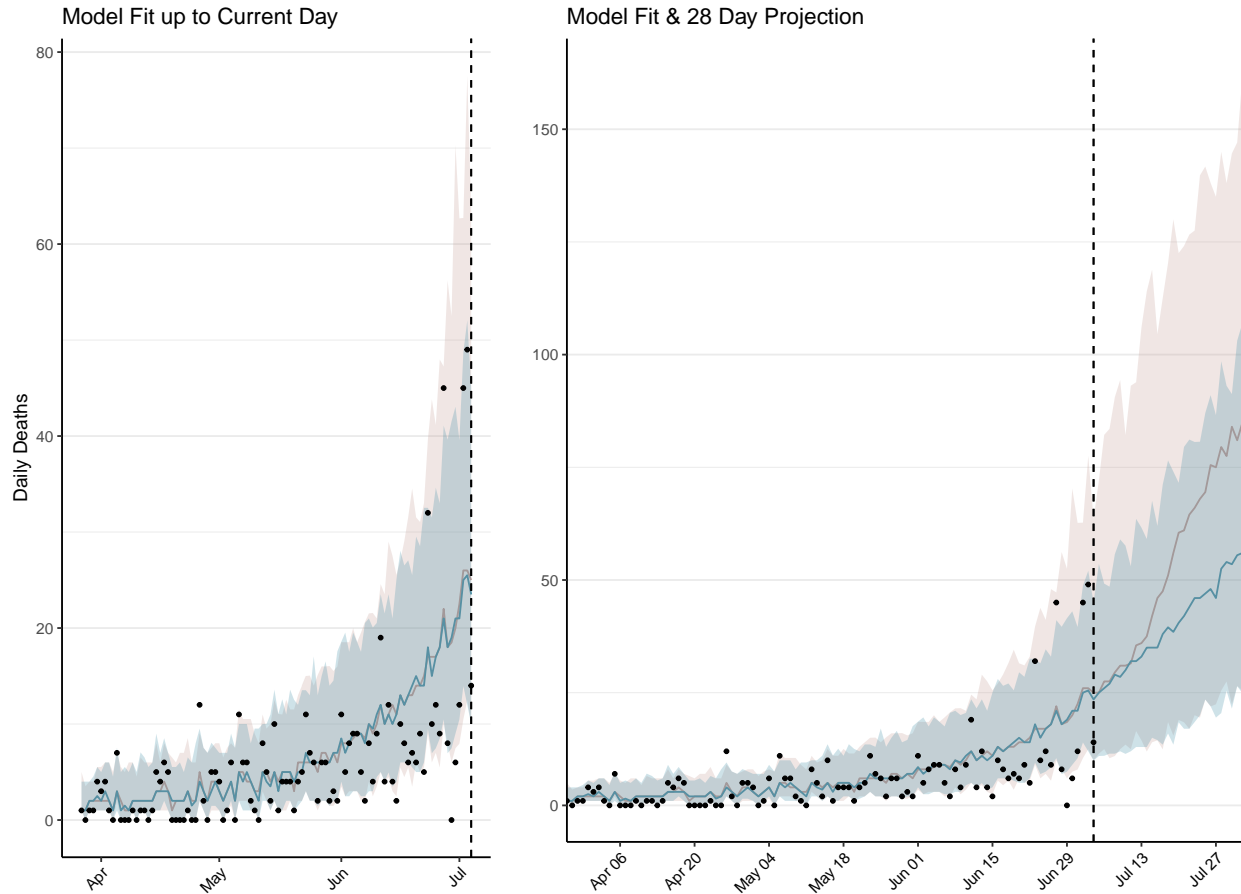 Model Fit up to Current Day
Daily Deaths
80
60
40
20
0
Apr
May
Jun
Jul
Model Fit & 28 Day Projection
150
100
50
0
Apr 06
Apr 20
May 04
May 18
Jun 01
Jun 15
Jun 29
Jul 13
Jul 27